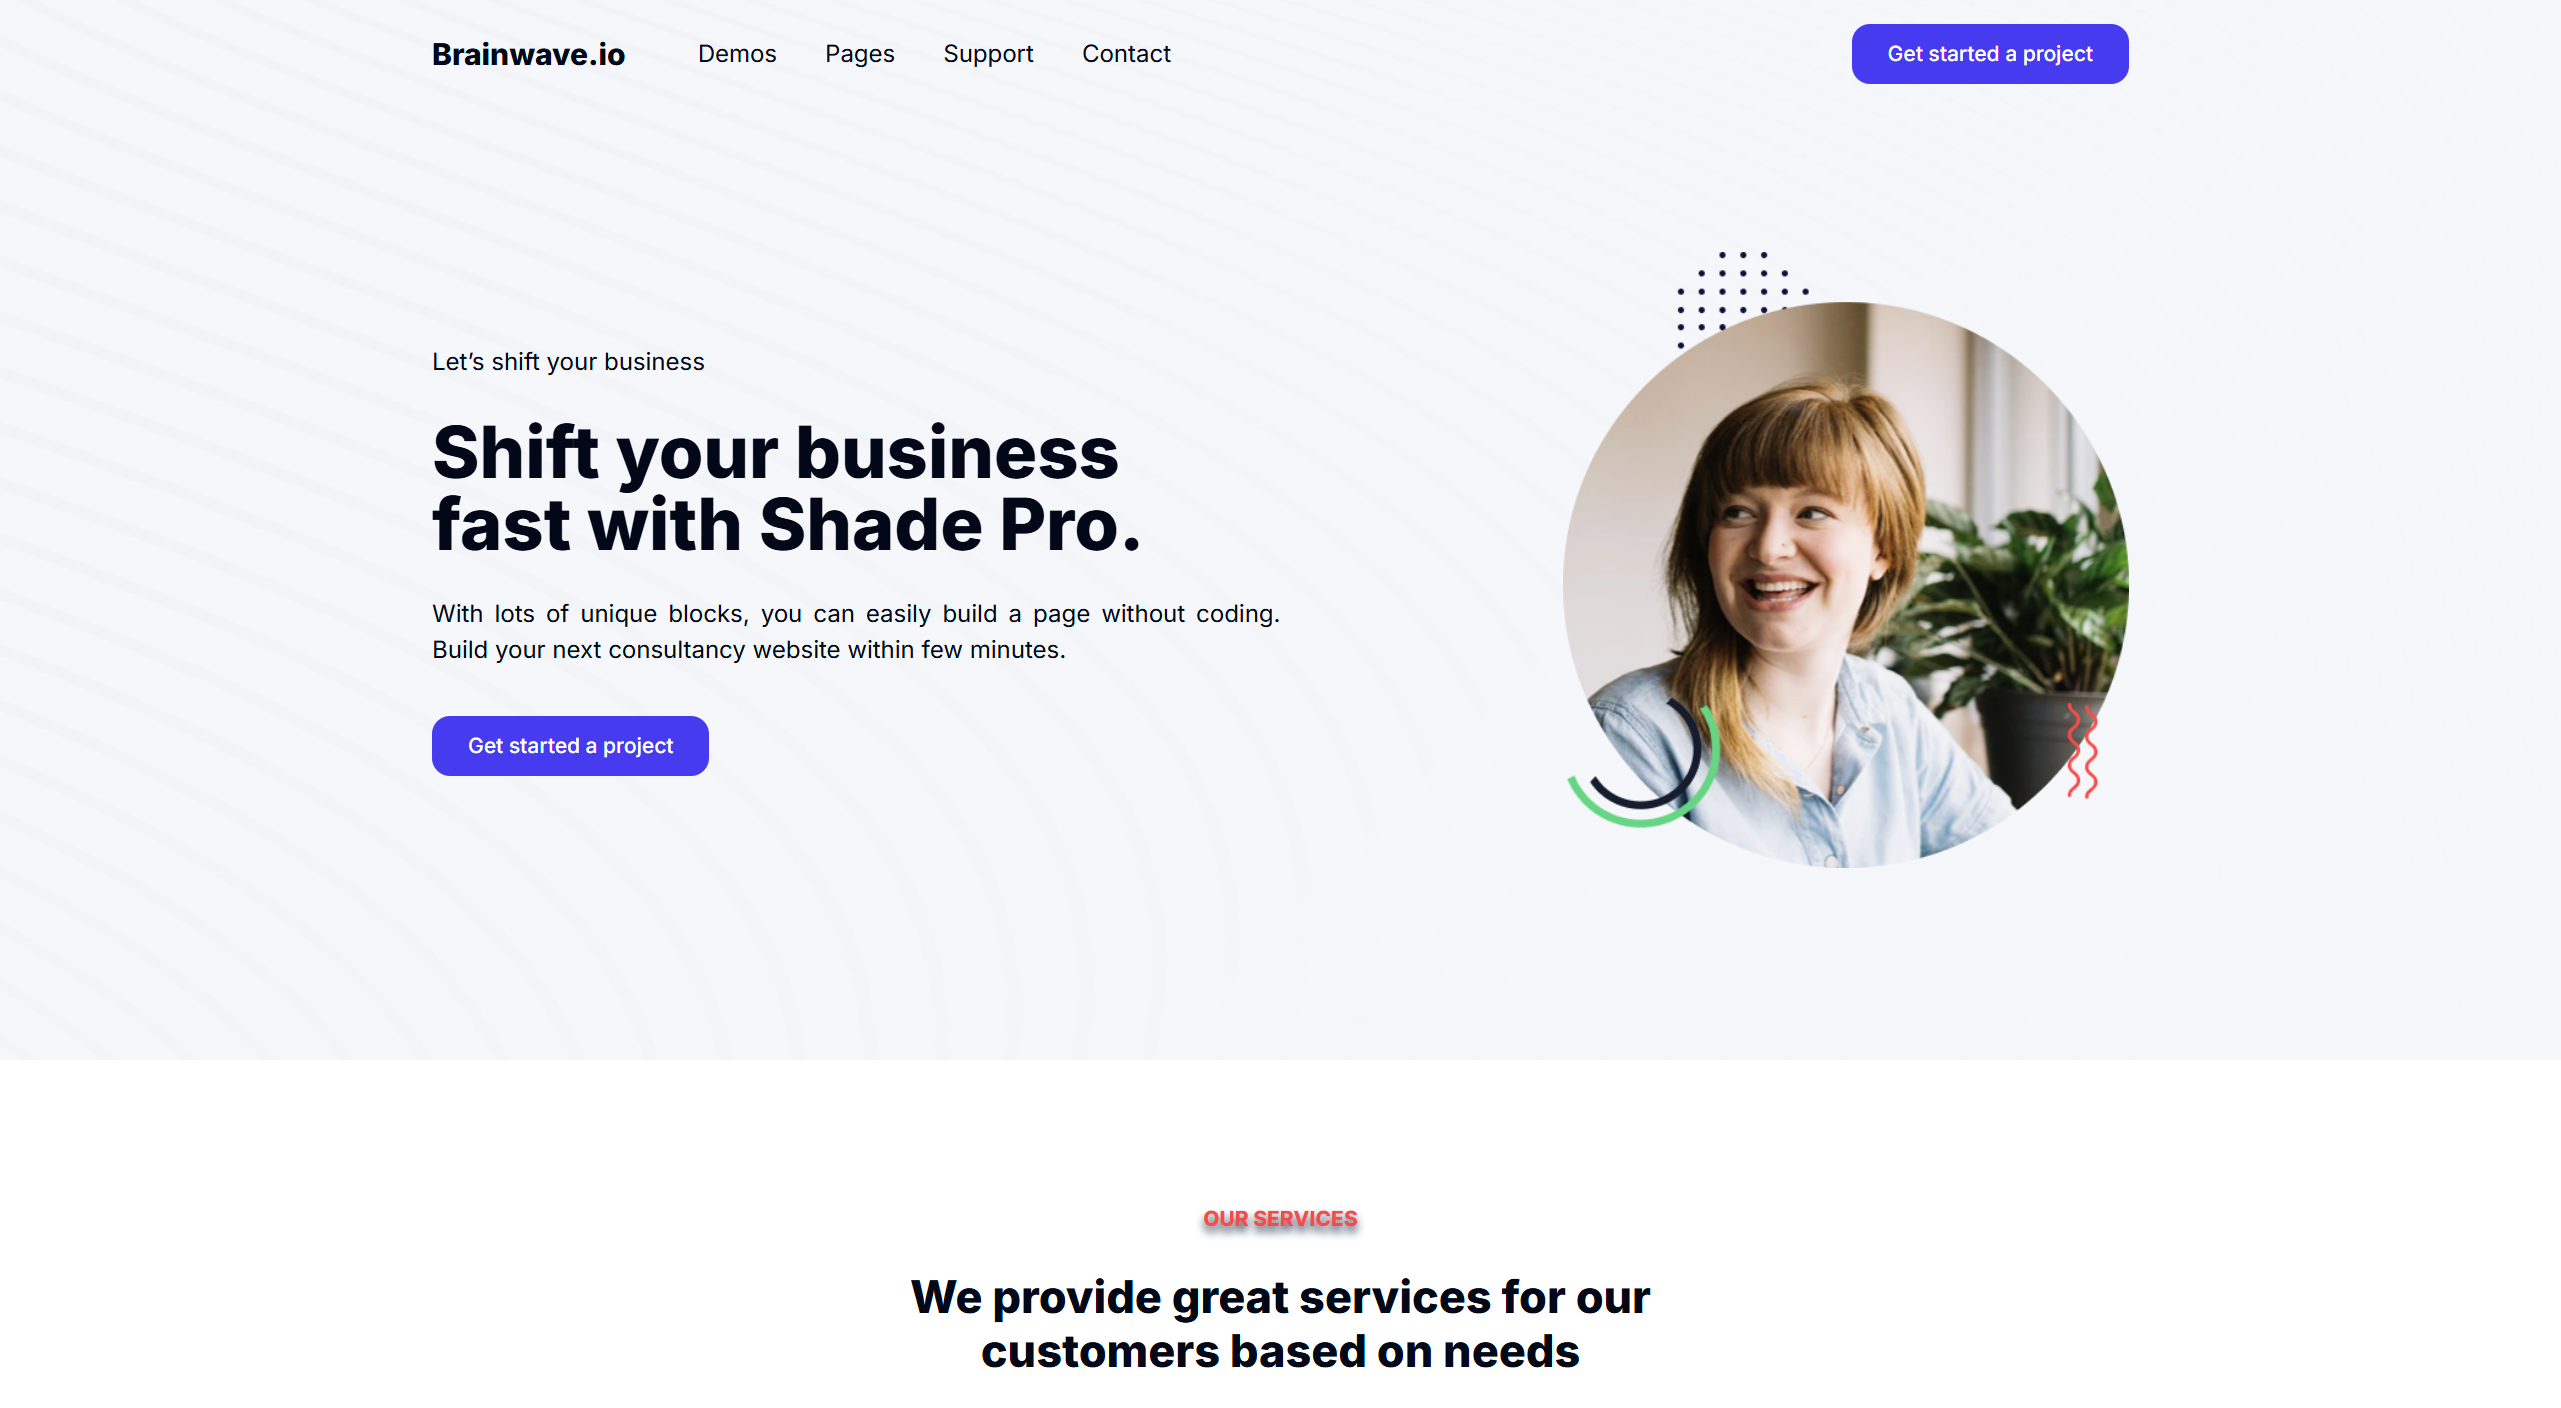 Brainwave.io
Demos
Pages
Support
Contact
Get started a project
Let’s shift your business
Shift your business
fast with Shade Pro.
With lots of unique blocks, you can easily build a page without coding.
Build your next consultancy website within few minutes.
Get started a project
OUR SERVICES
We provide great services for our
customers based on needs